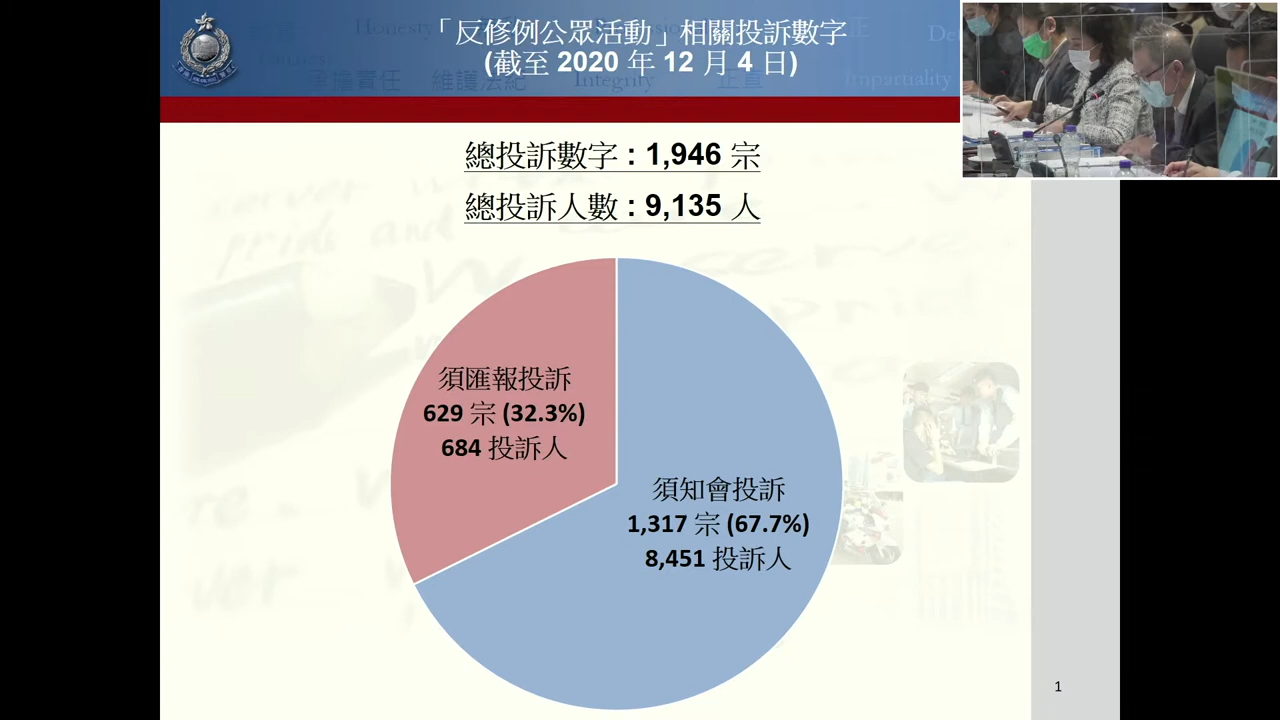 「反修例公眾活動」相關投訴數字
(截至 2020 年 12 月 4 日)
Honesty
承擔責任 維護法紀 Integrity 正直 Impartiality
總投訴數字 : 1,946 宗
總投訴人數 : 9,135 人
須匯報投訴
629 宗 (32.3%)
684 投訴人
須知會投訴
1,317 宗 (67.7%)
8,451 投訴人
1